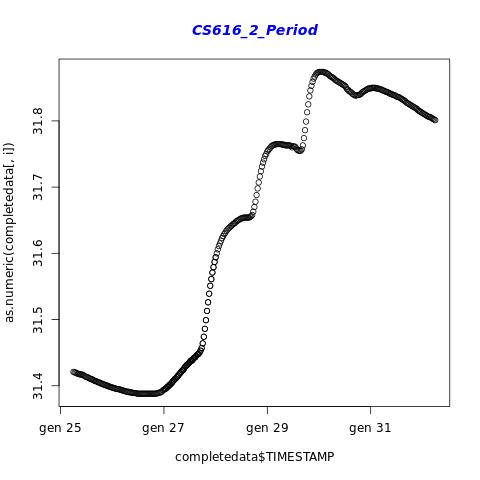 CS616_2_Period
as.numeric(completedata[, i])
31.8
31.7
31.6
31.5
31.4
gen 25 gen 27 gen 29 gen 31
completedata$TIMESTAMP